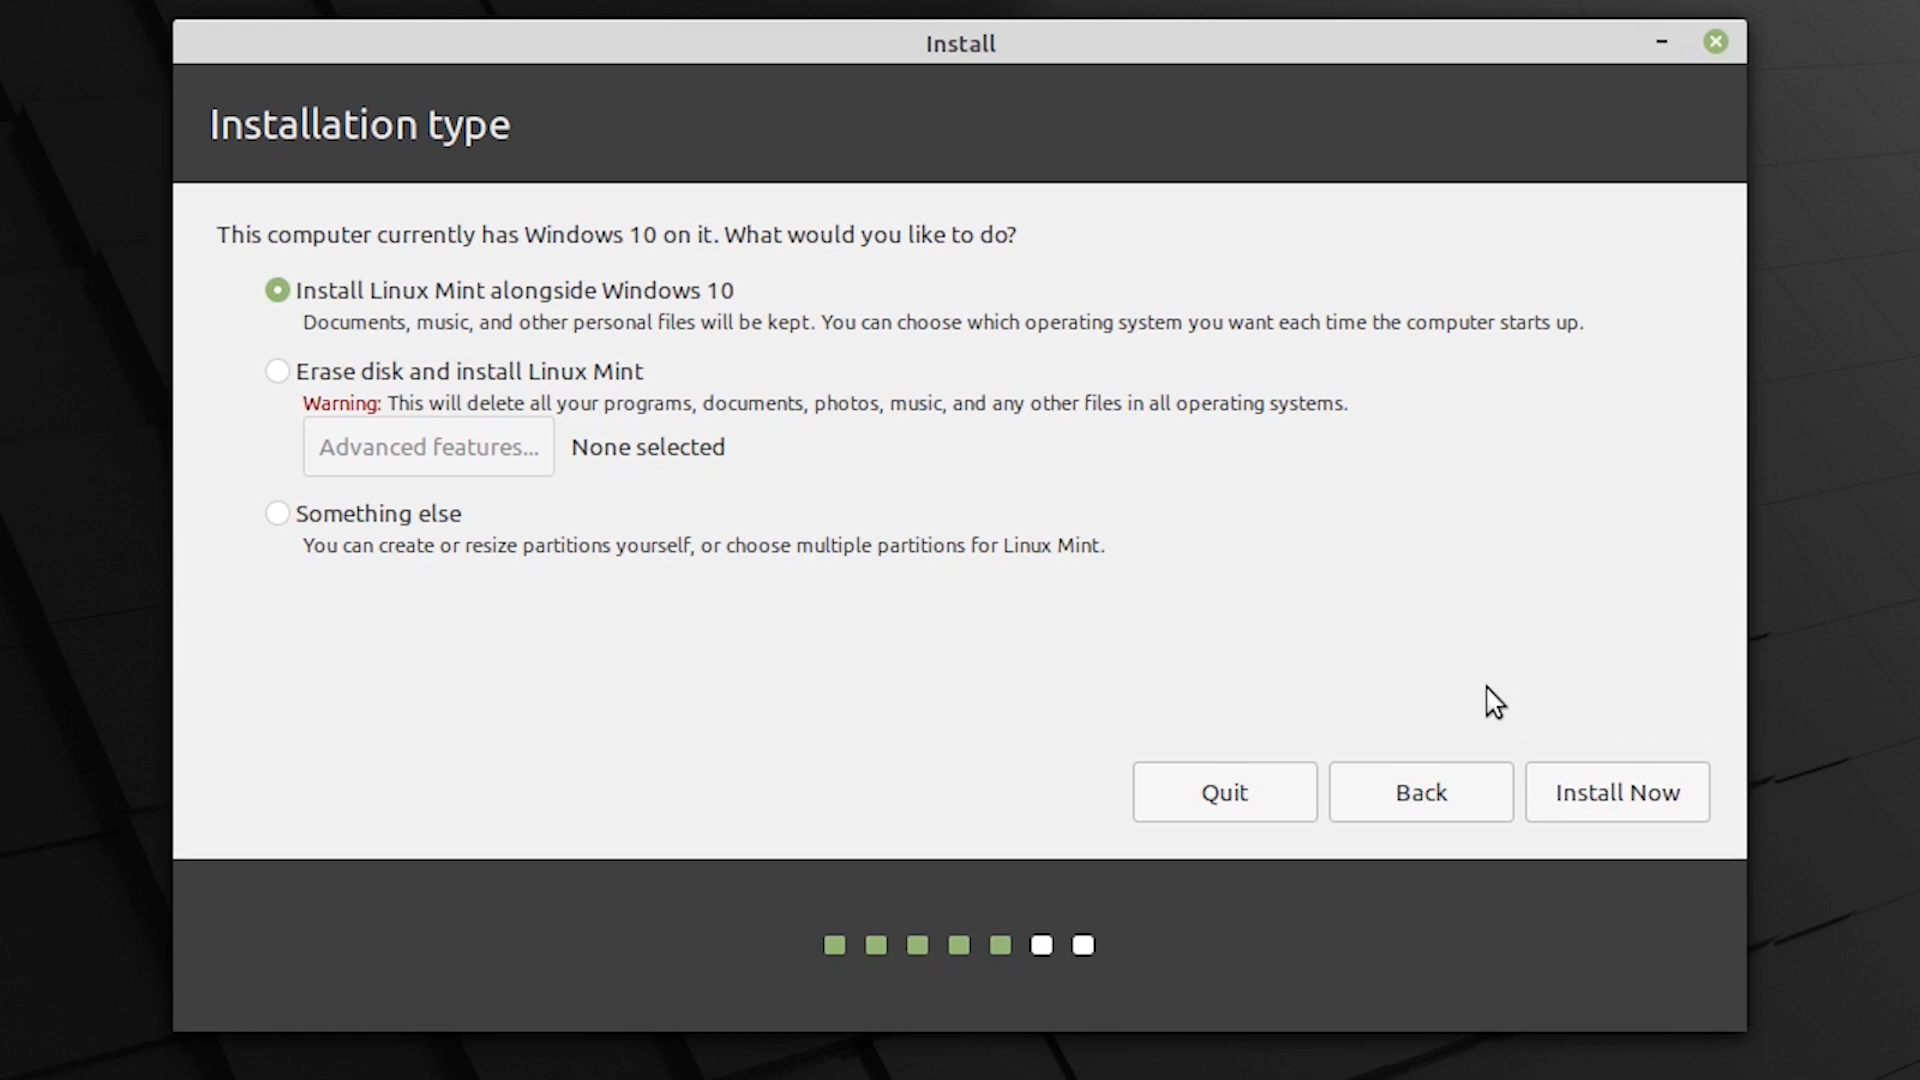 Install
Installation type
This computer currently has Windows 10 on it. What would you like to do?
Install Linux Mint alongside Windows 10
Documents, music, and other personal files will be kept. You can choose which operating system you want each time the computer starts up.
Erase disk and install Linux Mint
Warning: This will delete all your programs, documents, photos, music, and any other files in all operating systems.
Advanced features... None selected
Something else
You can create or resize partitions yourself, or choose multiple partitions for Linux Mint.
Quit Back Install Now